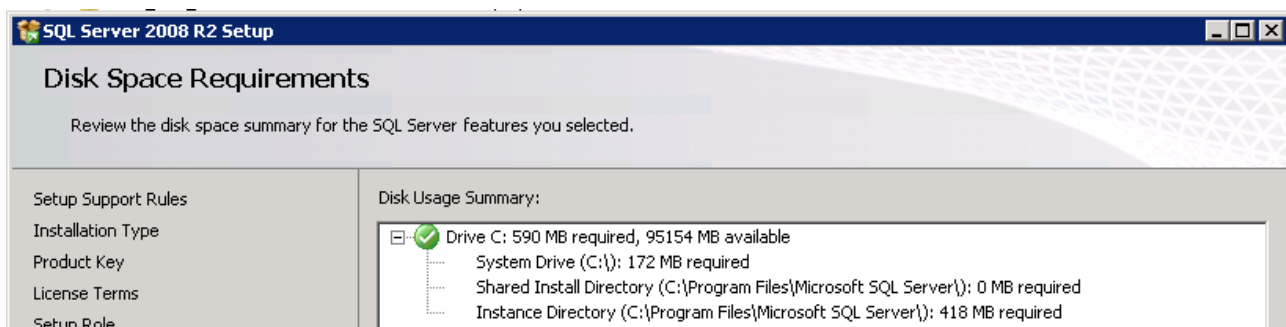 SQL Server 2008 R2 Setup
Disk Space Requirements
Review the disk space summary for the SQL Server features you selected.
Setup Support Rules
Installation Type
Product Key
License Terms
Setup Role
Disk Usage Summary:
Drive C: 590 MB required, 95154 MB available
System Drive (C:\): 172 MB required
Shared Install Directory (C:\Program Files\Microsoft SQL Server\): 0 MB required
Instance Directory (C:\Program Files\Microsoft SQL Server\): 418 MB required